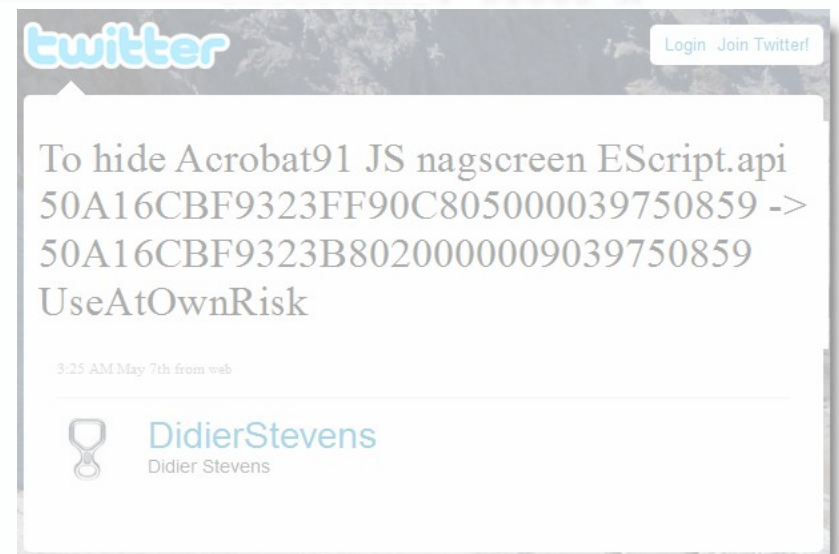 twitter
Login Join Twitter!
To hide Acrobat91 JS nagscreen EScript.api
50A16CBF9323FF90C805000039750859 ->
50A16CBF9323B8020000009039750859
UseAtOwnRisk
3:25 AM May 7th from web
DidierStevens
Didier Stevens